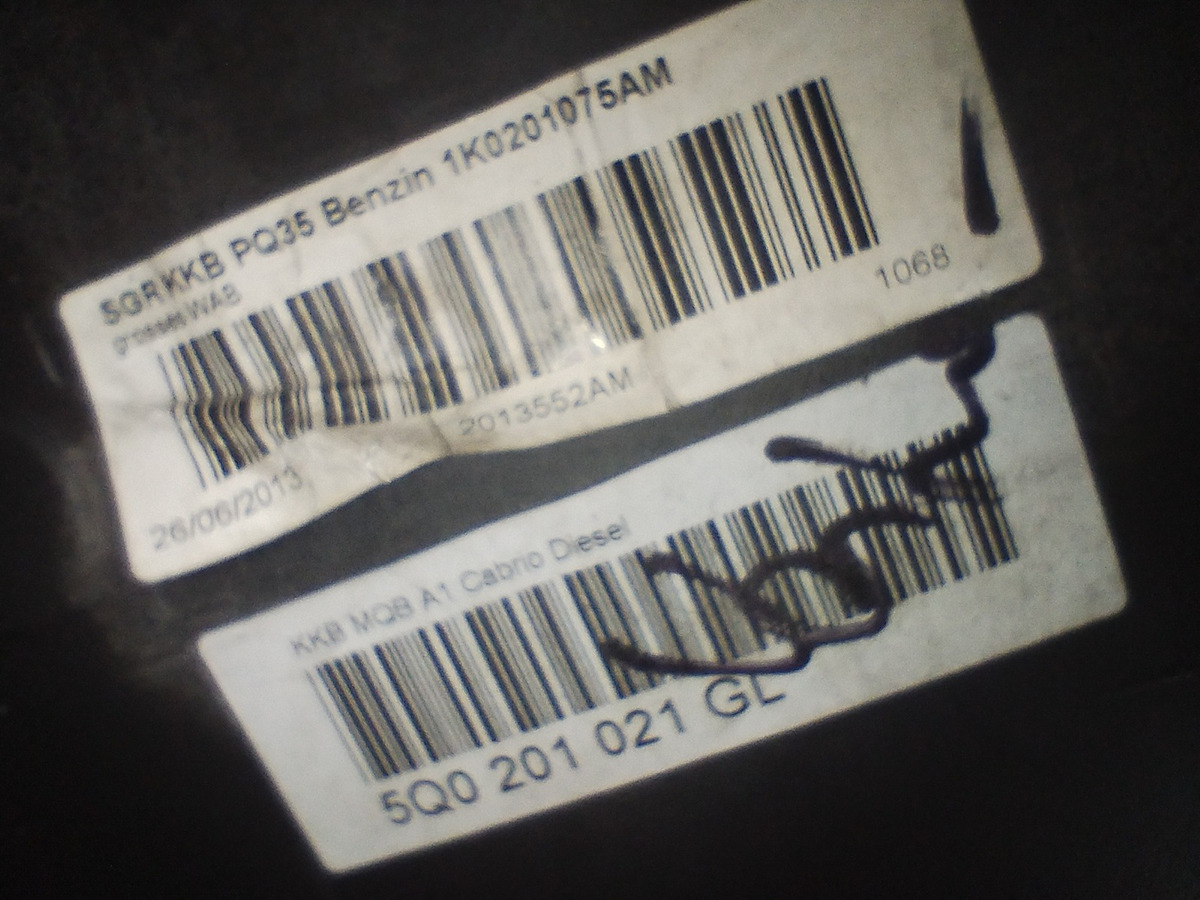 5GRKKB PQ35 Benzin 1K0201075AM
grosses WAB
1068
2013552AM
26/06/2013
KKB MQB A1 Cabrio Diesel
5Q0 201 021 GL